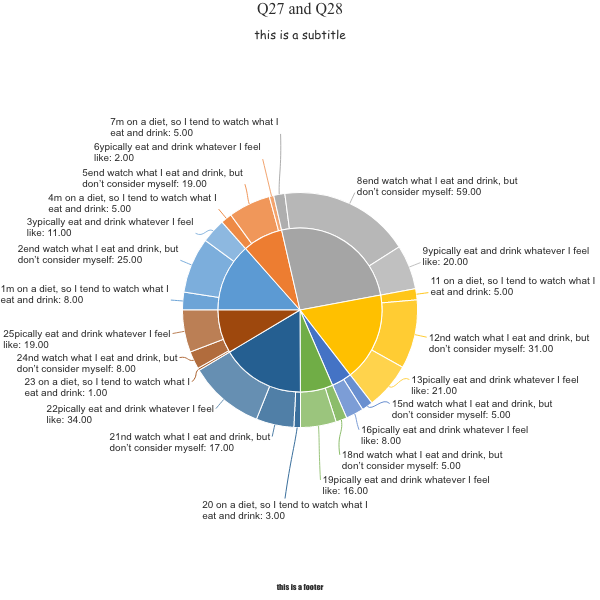 Q27 and Q28
this is a subtitle
7m on a diet, so I tend to watch what I
eat and drink: 5.00
6ypically eat and drink whatever I feel
like: 2.00
5end watch what I eat and drink, but
don't consider myself: 19.00
4m on a diet, so I tend to watch what I
eat and drink: 5.00
3ypically eat and drink whatever I feel
like: 11.00
2end watch what I eat and drink, but
don't consider myself: 25.00
1m on a diet, so I tend to watch what I
eat and drink: 8.00
8end watch what I eat and drink, but
don't consider myself: 59.00
9ypically eat and drink whatever I feel
like: 20.00
11 on a diet, so I tend to watch what I
eat and drink: 5.00
12nd watch what I eat and drink, but
don't consider myself: 31.00
13pically eat and drink whatever I feel
like: 21.00
15nd watch what I eat and drink, but
don't consider myself: 5.00
16pically eat and drink whatever I feel
like: 8.00
18nd watch what I eat and drink, but
don't consider myself: 5.00
19pically eat and drink whatever I feel
like: 16.00
20 on a diet, so I tend to watch what I
eat and drink: 3.00
21nd watch what I eat and drink, but
don't consider myself: 17.00
22pically eat and drink whatever I feel
like: 34.00
23 on a diet, so I tend to watch what I
eat and drink: 1.00
24nd watch what I eat and drink, but
don't consider myself: 8.00
25pically eat and drink whatever I feel
like: 19.00
this is a footer